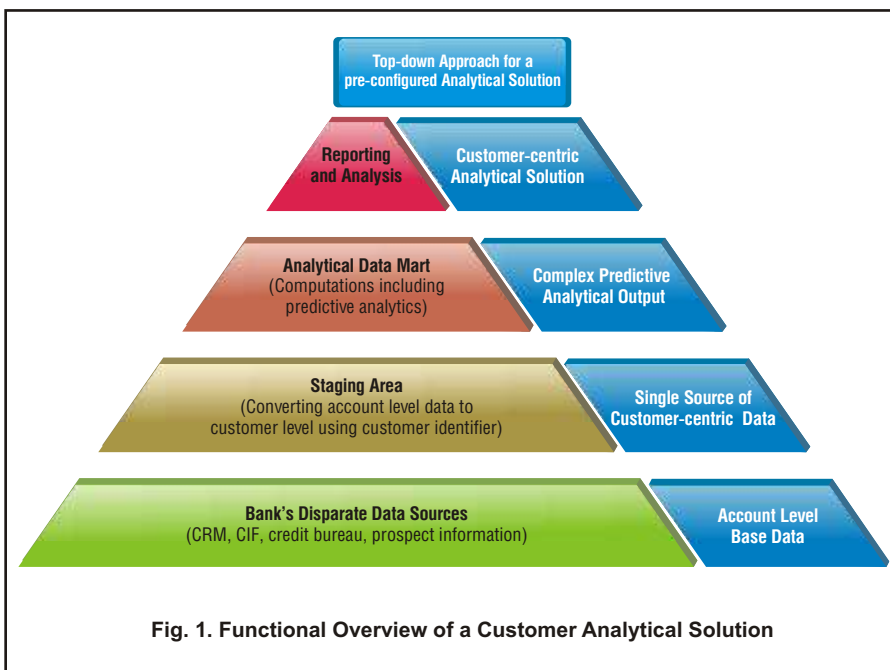 Top-down Approach for a
pre-configured Analytical Solution
Reporting
and Analysis
Customer-centric
Analytical Solution
Analytical Data Mart
(Computations including
predictive analytics)
Complex Predictive
Analytical Output
Staging Area
(Converting account level data to
customer level using customer identifier)
Single Source of
Customer-centric Data
Bank's Disparate Data Sources
(CRM, CIF, credit bureau, prospect information)
Account Level
Base Data
Fig. 1. Functional Overview of a Customer Analytical Solution